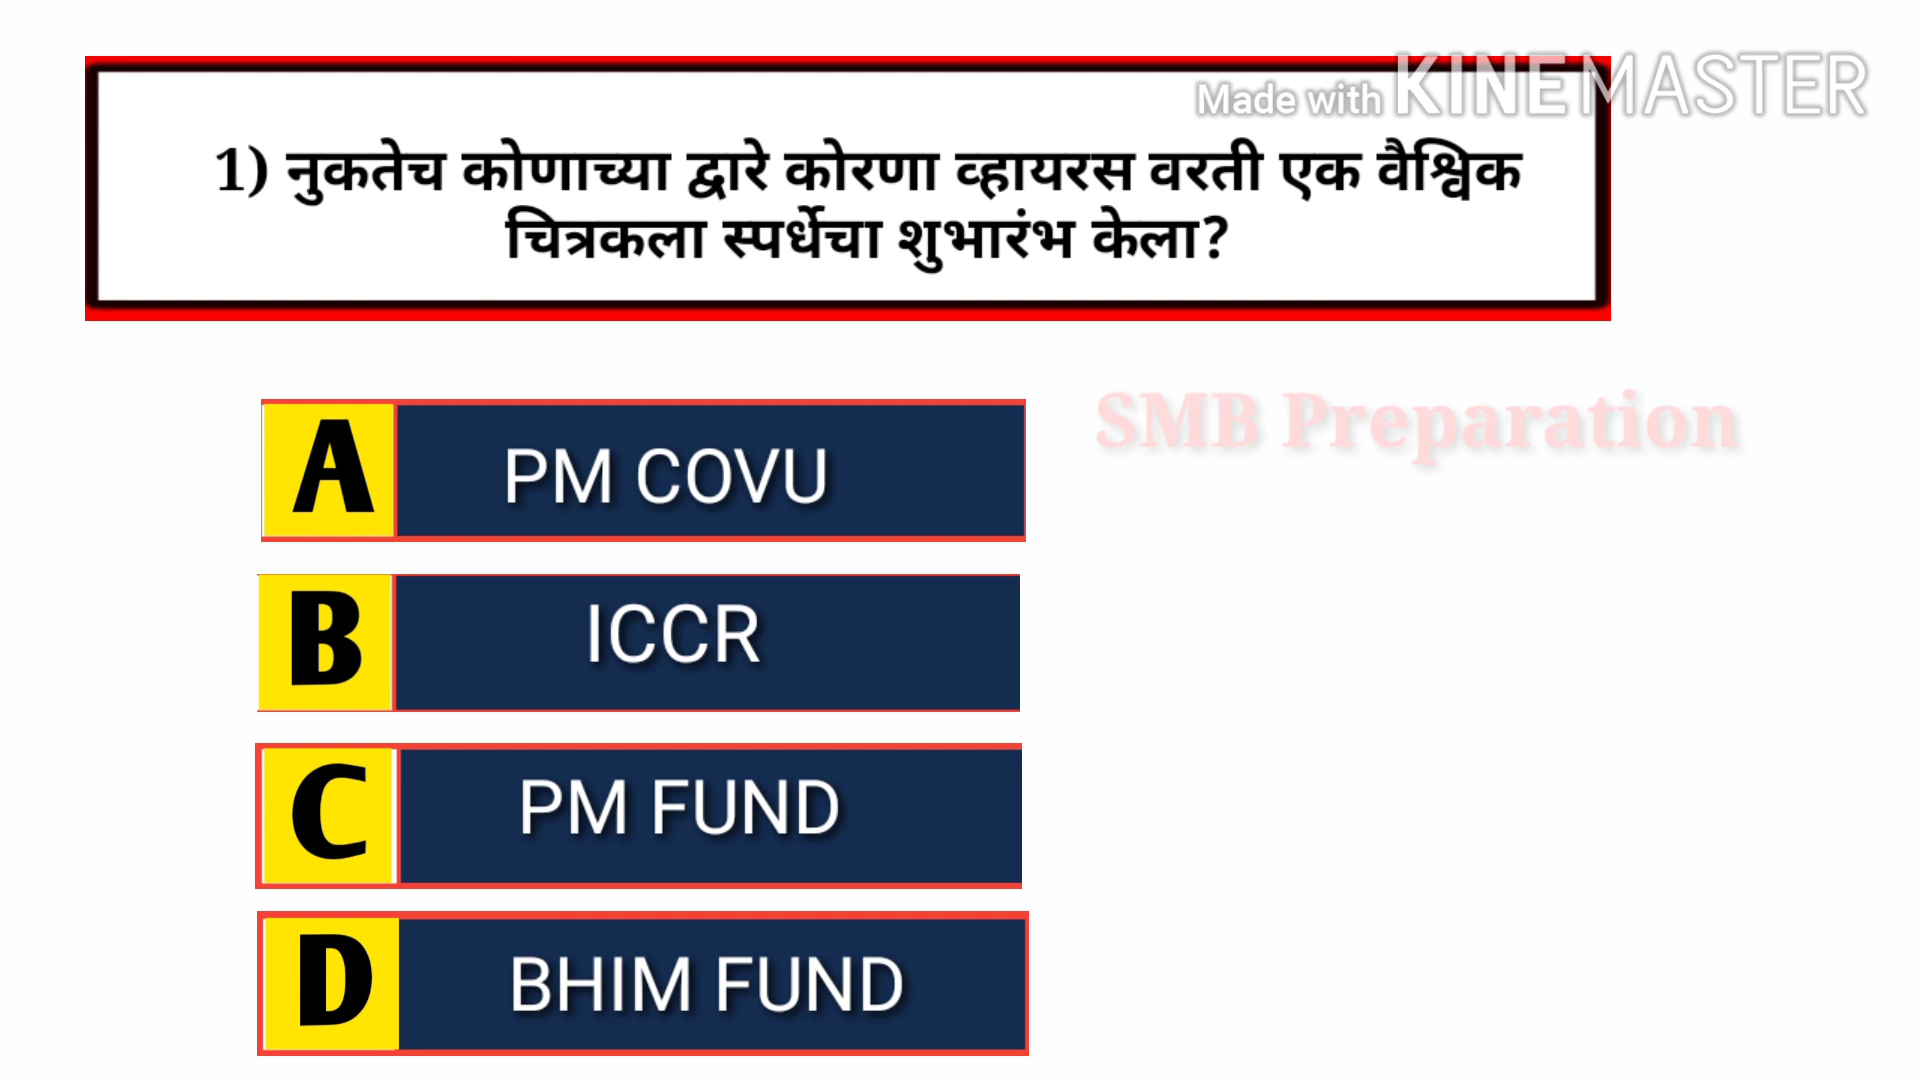 Made with KINEMASTER
1) नुकतेच कोणाच्या द्वारे कोरणा व्हायरस वरती एक वैश्विक
चित्रकला स्पर्धेचा शुभारंभ केला?
SMB Preparation
A PM COVU
B ICCR
C PM FUND
D BHIM FUND